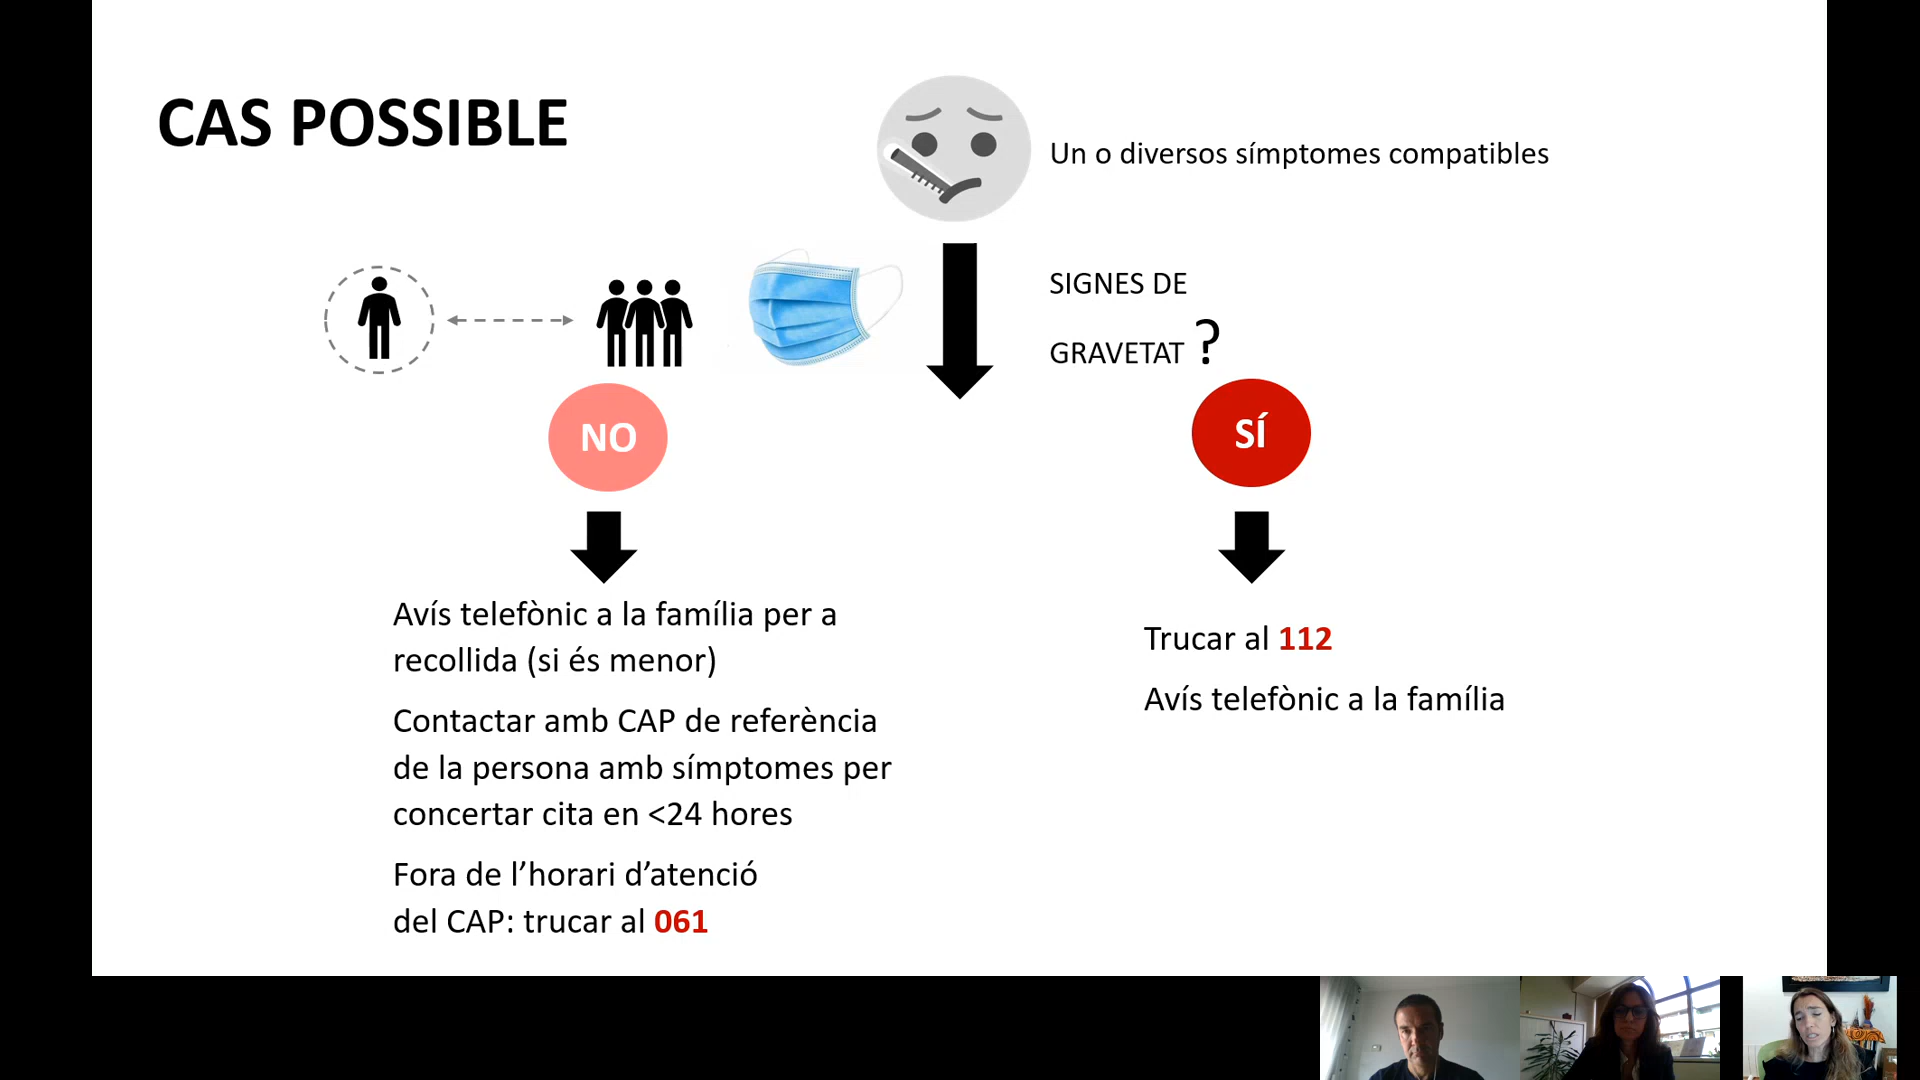 CAS POSSIBLE
Un o diversos símptomes compatibles
SIGNES DE
GRAVETAT ?
NO
SÍ
Avís telefònic a la família per a
recollida (si és menor)
Contactar amb CAP de referència
de la persona amb símptomes per
concertar cita en <24 hores
Fora de l’horari d’atenció
del CAP: trucar al 061
Trucar al 112
Avís telefònic a la família